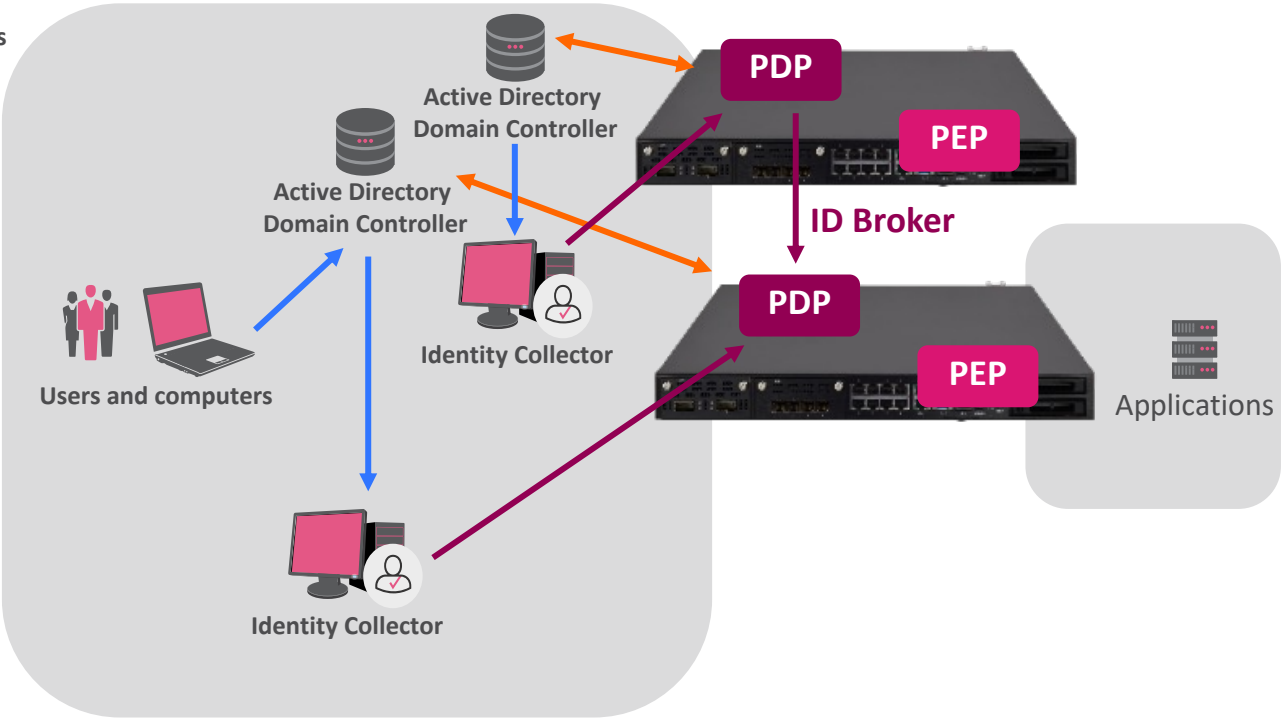 s
PDP
Active Directory
Domain Controller
PEP
Active Directory
Domain Controller
ID Broker
PDP
Identity Collector
PEP
Users and computers
Applications
Identity Collector